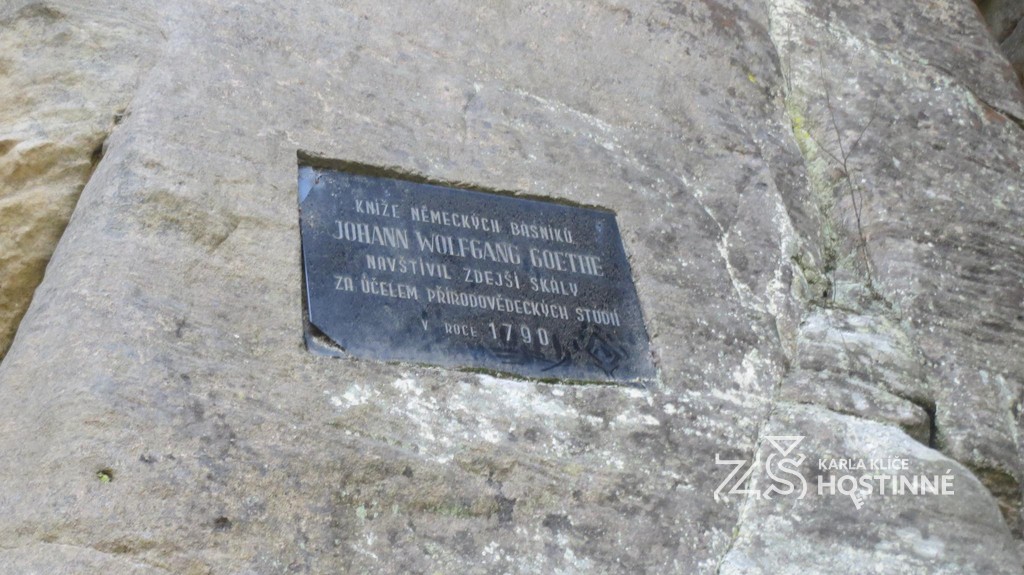 KNÍŽE NĚMECKÝCH BÁSNÍKŮ
JOHANN WOLFGANG GOETHE
NAVŠTÍVIL ZDEJŠÍ SKÁLY
ZA ÚČELEM PŘÍRODOVĚDECKÝCH STUDIÍ
V ROCE 1790
ZŠ KARLA KLÍČE
HOSTINNÉ